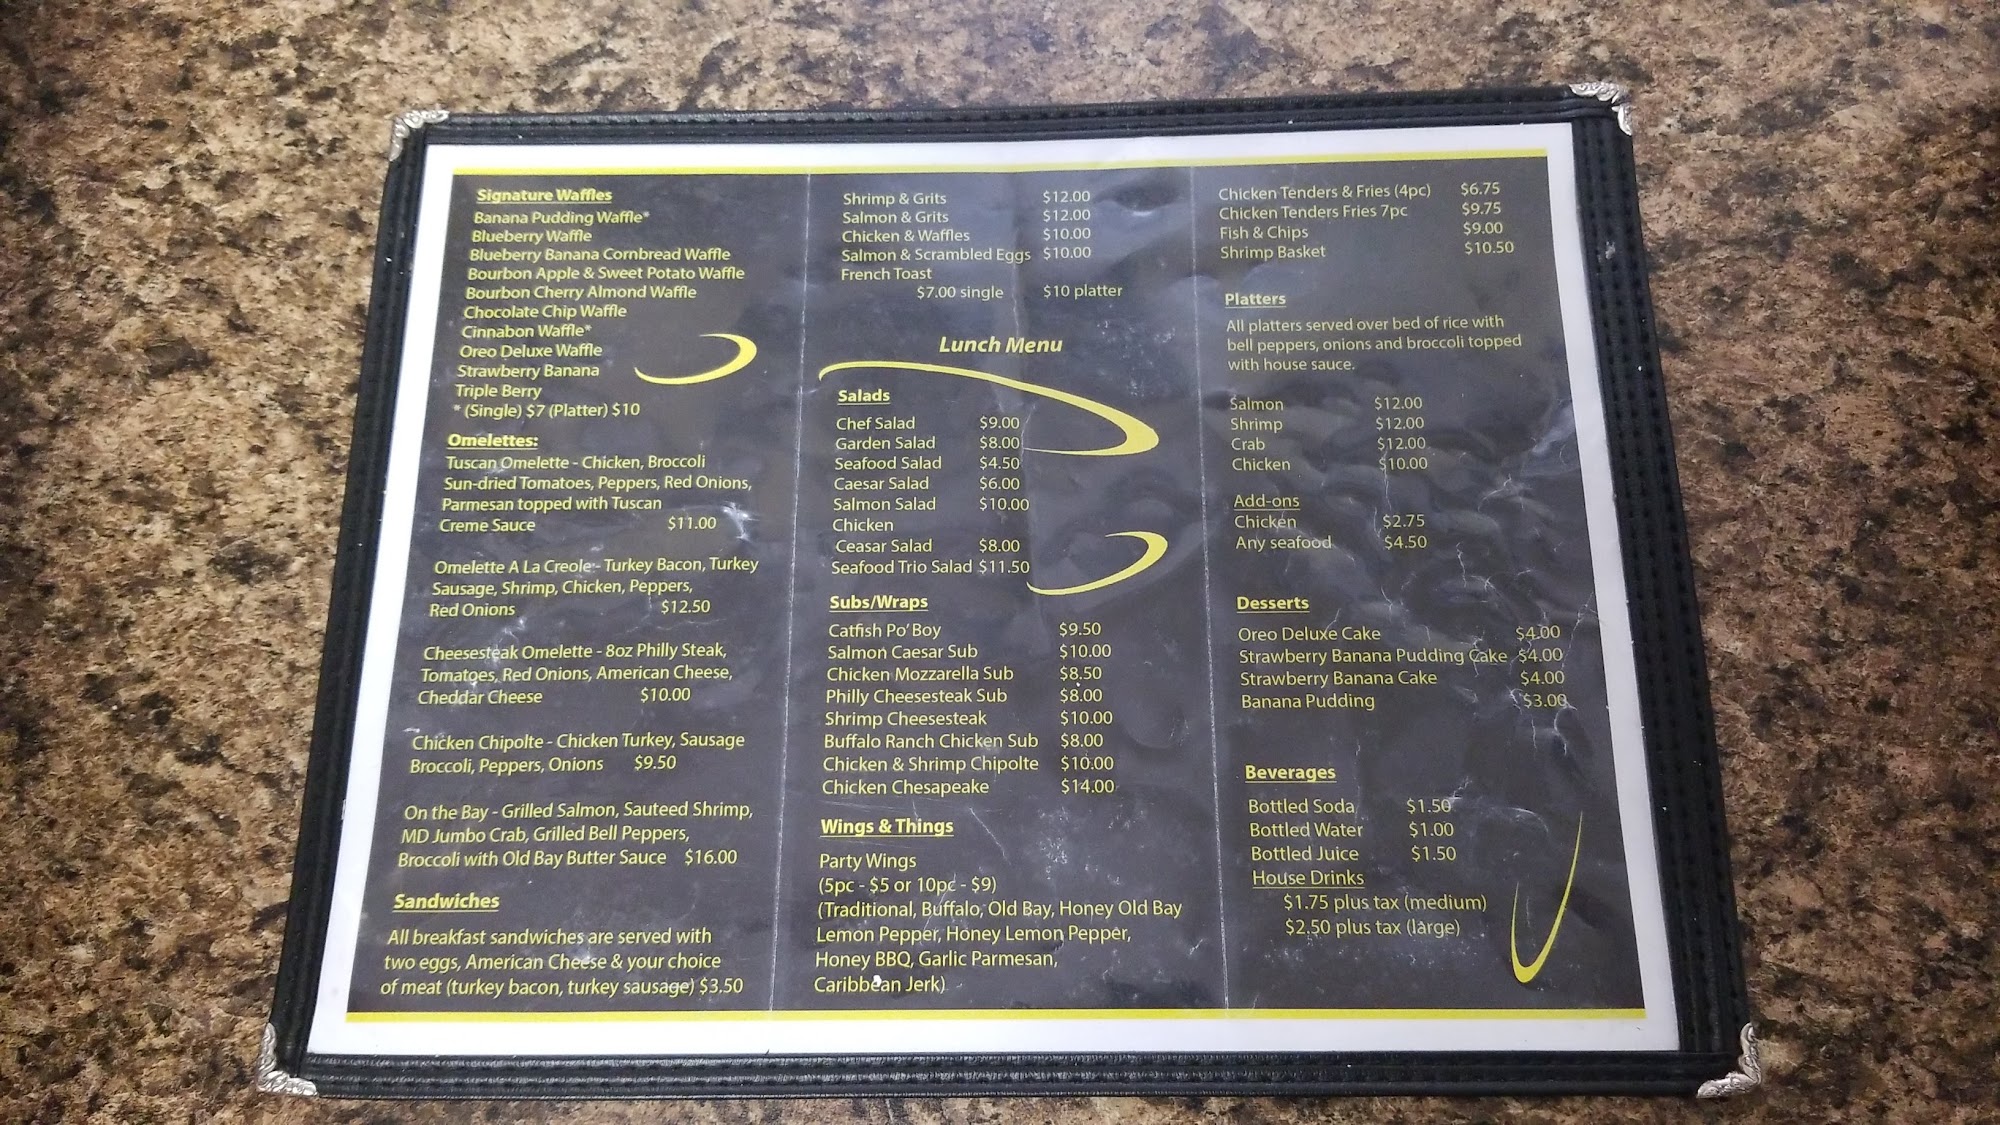 Signature Waffles
Banana Pudding Waffle*
Blueberry Waffle
Blueberry Banana Cornbread Waffle
Bourbon Apple & Sweet Potato Waffle
Bourbon Cherry Almond Waffle
Chocolate Chip Waffle
Cinnabon Waffle*
Oreo Deluxe Waffle
Strawberry Banana
Triple Berry
* (Single) $7 (Platter) $10
Omelettes:
Tuscan Omelette - Chicken, Broccoli
Sun-dried Tomatoes, Peppers, Red Onions,
Parmesan topped with Tuscan
Creme Sauce $11.00
Omelette A La Creole - Turkey Bacon, Turkey
Sausage, Shrimp, Chicken, Peppers,
Red Onions $12.50
Cheesesteak Omelette - 8oz Philly Steak,
Tomatoes, Red Onions, American Cheese,
Cheddar Cheese $10.00
Chicken Chipolte - Chicken Turkey, Sausage
Broccoli, Peppers, Onions $9.50
On the Bay - Grilled Salmon, Sauteed Shrimp,
MD Jumbo Crab, Grilled Bell Peppers,
Broccoli with Old Bay Butter Sauce $16.00
Sandwiches
All breakfast sandwiches are served with
two eggs, American Cheese & your choice
of meat (turkey bacon, turkey sausage) $3.50
Shrimp & Grits $12.00
Salmon & Grits $12.00
Chicken & Waffles $10.00
Salmon & Scrambled Eggs $10.00
French Toast
$7.00 single $10 platter
Lunch Menu
Salads
Chef Salad $9.00
Garden Salad $8.00
Seafood Salad $4.50
Caesar Salad $6.00
Salmon Salad $10.00
Chicken
Ceasar Salad $8.00
Seafood Trio Salad $11.50
Subs/Wraps
Catfish Po' Boy $9.50
Salmon Caesar Sub $10.00
Chicken Mozzarella Sub $8.50
Philly Cheesesteak Sub $8.00
Shrimp Cheesesteak $10.00
Buffalo Ranch Chicken Sub $8.00
Chicken & Shrimp Chipolte $10.00
Chicken Chesapeake $14.00
Wings & Things
Party Wings
(5pc - $5 or 10pc - $9)
(Traditional, Buffalo, Old Bay, Honey Old Bay
Lemon Pepper, Honey Lemon Pepper,
Honey BBQ, Garlic Parmesan,
Caribbean Jerk)
Chicken Tenders & Fries (4pc) $6.75
Chicken Tenders Fries 7pc $9.75
Fish & Chips $9.00
Shrimp Basket $10.50
Platters
All platters served over bed of rice with
bell peppers, onions and broccoli topped
with house sauce.
Salmon $12.00
Shrimp $12.00
Crab $12.00
Chicken $10.00
Add-ons
Chicken $2.75
Any seafood $4.50
Desserts
Oreo Deluxe Cake $4.00
Strawberry Banana Pudding Cake $4.00
Strawberry Banana Cake $4.00
Banana Pudding $3.00
Beverages
Bottled Soda $1.50
Bottled Water $1.00
Bottled Juice $1.50
House Drinks
$1.75 plus tax (medium)
$2.50 plus tax (large)